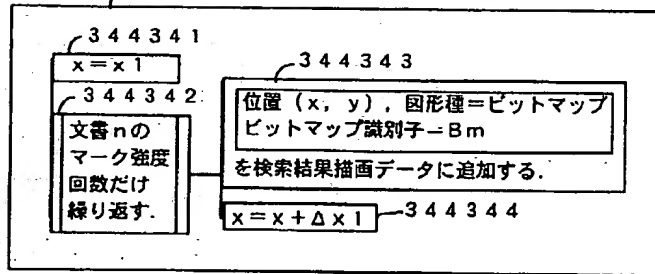 344341
x=x1
344342
文書nの
マーク強度
回数だけ
繰り返す.
344343
位置(x,y),図形種=ビットマップ
ビットマップ識別子=Bm
を検索結果描画データに追加する.
x=x+Δx1
344344